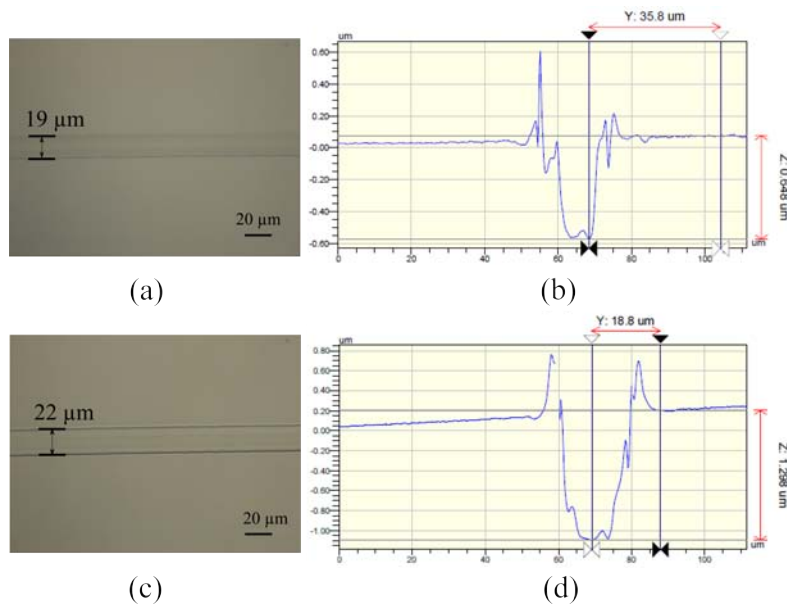 19 µm
20 µm
(a)
Y: 35.8 um
um
0.60
0.40
0.20
-0.00
-0.20
-0.40
-0.60
0 20 40 60 80 100
um
Z: 0.648 um
(b)
22 µm
20 µm
(c)
Y: 18.8 um
um
0.80
0.60
0.40
0.20
-0.00
-0.20
-0.40
-0.60
-0.80
-1.00
0 20 40 60 80 100
um
Z: 1.298 um
(d)